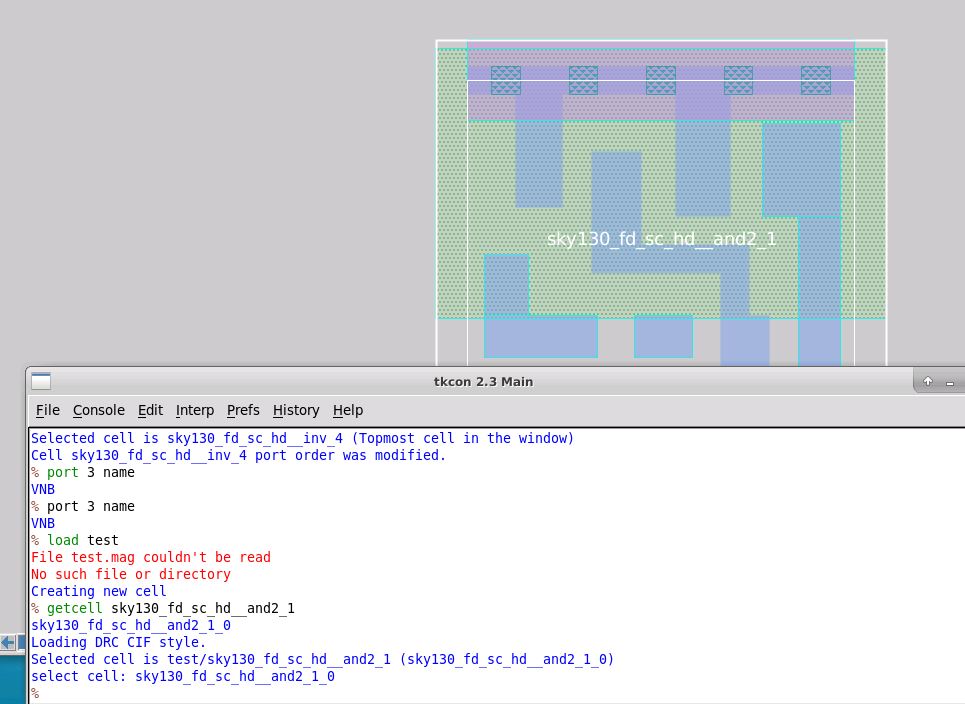 sky130_fd_sc_hd__and2_1
tkcon 2.3 Main
File Console Edit Interp Prefs History Help
Selected cell is sky130_fd_sc_hd__inv_4 (Topmost cell in the window)
Cell sky130_fd_sc_hd__inv_4 port order was modified.
% port 3 name
VNB
% port 3 name
VNB
% load test
File test.mag couldn't be read
No such file or directory
Creating new cell
% getcell sky130_fd_sc_hd__and2_1
sky130_fd_sc_hd__and2_1_0
Loading DRC CIF style.
Selected cell is test/sky130_fd_sc_hd__and2_1 (sky130_fd_sc_hd__and2_1_0)
select cell: sky130_fd_sc_hd__and2_1_0
%